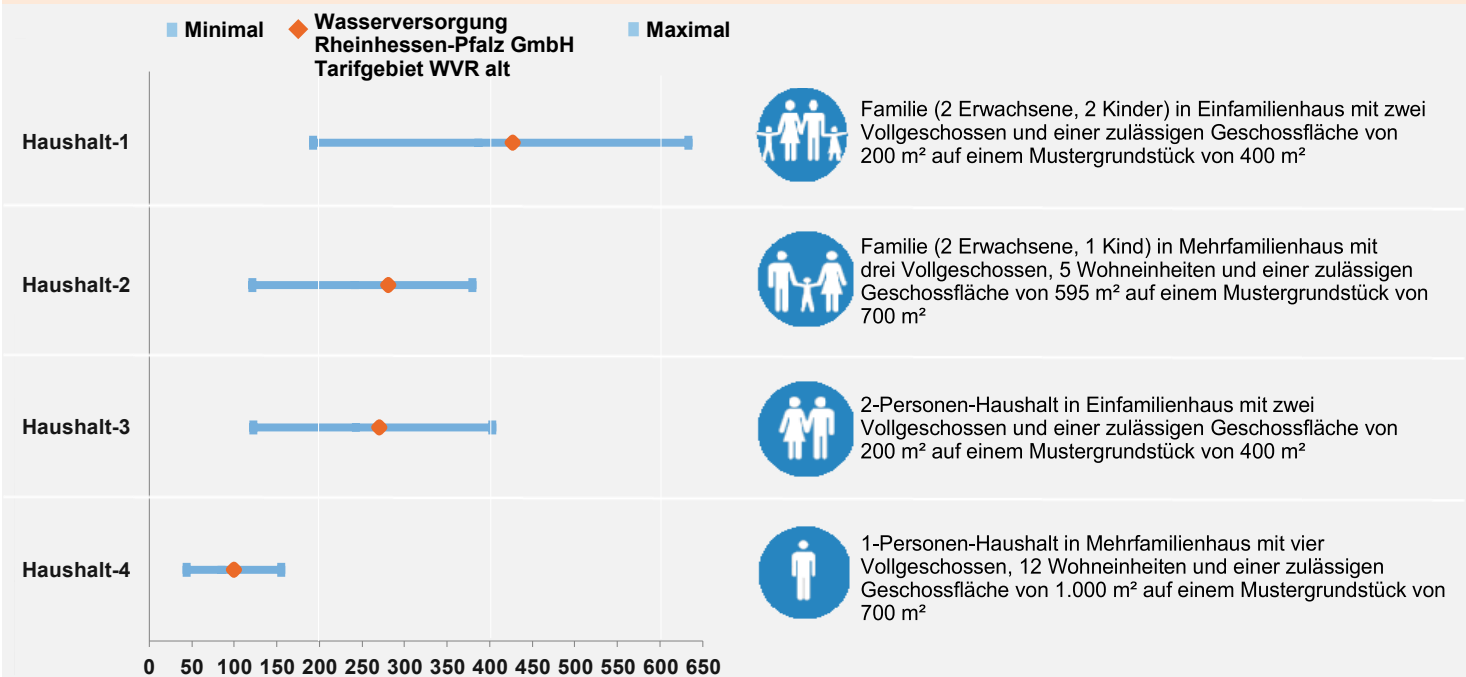 Minimal
Wasserversorgung
Rheinhessen-Pfalz GmbH
Tarifgebiet WVR alt
Maximal
Haushalt-1
Familie (2 Erwachsene, 2 Kinder) in Einfamilienhaus mit zwei
Vollgeschossen und einer zulässigen Geschossfläche von
200 m² auf einem Mustergrundstück von 400 m²
Haushalt-2
Familie (2 Erwachsene, 1 Kind) in Mehrfamilienhaus mit
drei Vollgeschossen, 5 Wohneinheiten und einer zulässigen
Geschossfläche von 595 m² auf einem Mustergrundstück von
700 m²
Haushalt-3
2-Personen-Haushalt in Einfamilienhaus mit zwei
Vollgeschossen und einer zulässigen Geschossfläche von
200 m² auf einem Mustergrundstück von 400 m²
Haushalt-4
1-Personen-Haushalt in Mehrfamilienhaus mit vier
Vollgeschossen, 12 Wohneinheiten und einer zulässigen
Geschossfläche von 1.000 m² auf einem Mustergrundstück von
700 m²
0 50 100 150 200 250 300 350 400 450 500 550 600 650